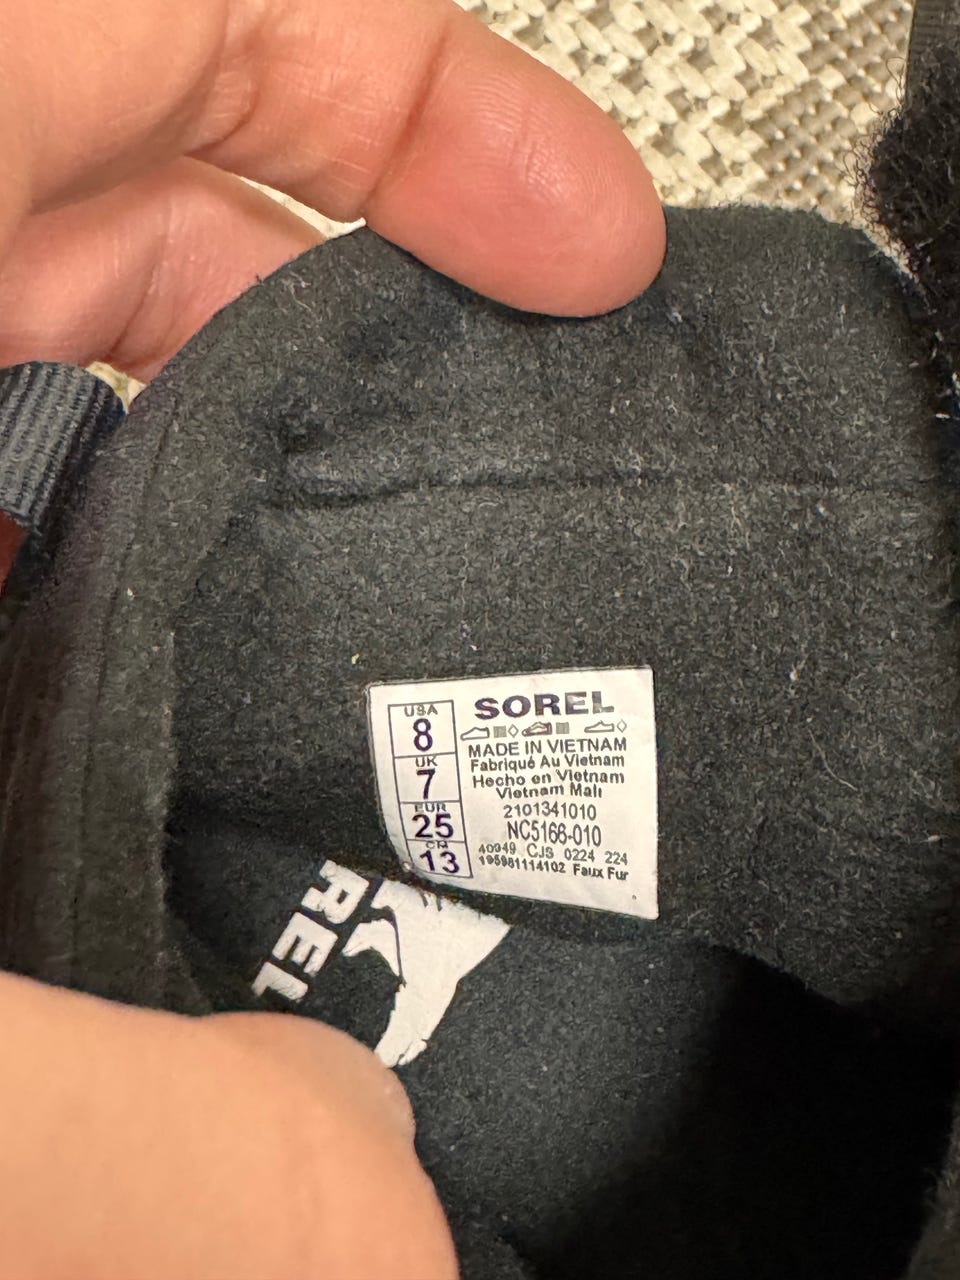 USA
8
UK
7
EUR
25
CM
13
SOREL
MADE IN VIETNAM
Fabriqué Au Vietnam
Hecho en Vietnam
Vietnam Malı
2101341010
NC5166-010
40949 CJS 0224 224
195981114102 Faux Fur
REL